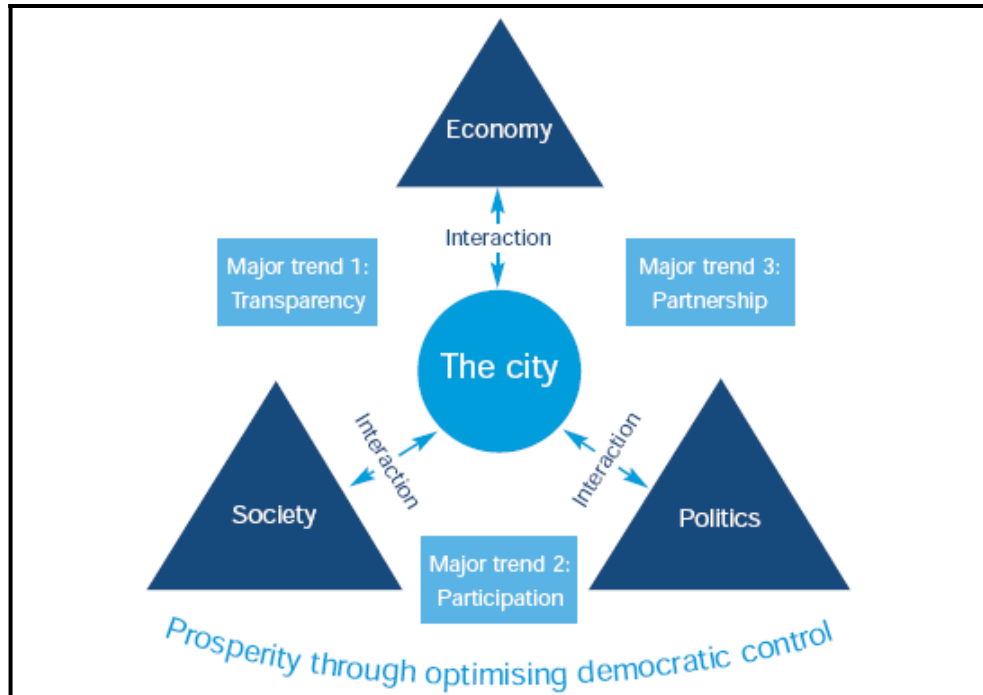 Economy
Interaction
Major trend 1:
Transparency
Major trend 3:
Partnership
The city
Interaction
Interaction
Society
Politics
Major trend 2:
Participation
Prosperity through optimising democratic control